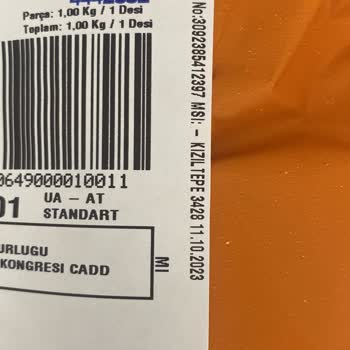 Parça: 1,00 Kg / 1 Desi
Toplam: 1,00 Kg / 1 Desi
0649000010011
01
UA - AT
STANDART
URLUGU
KONGRESI CADD
MI
No:3092385412397 MSI: - KIZILTEPE 3428 11.10.2023